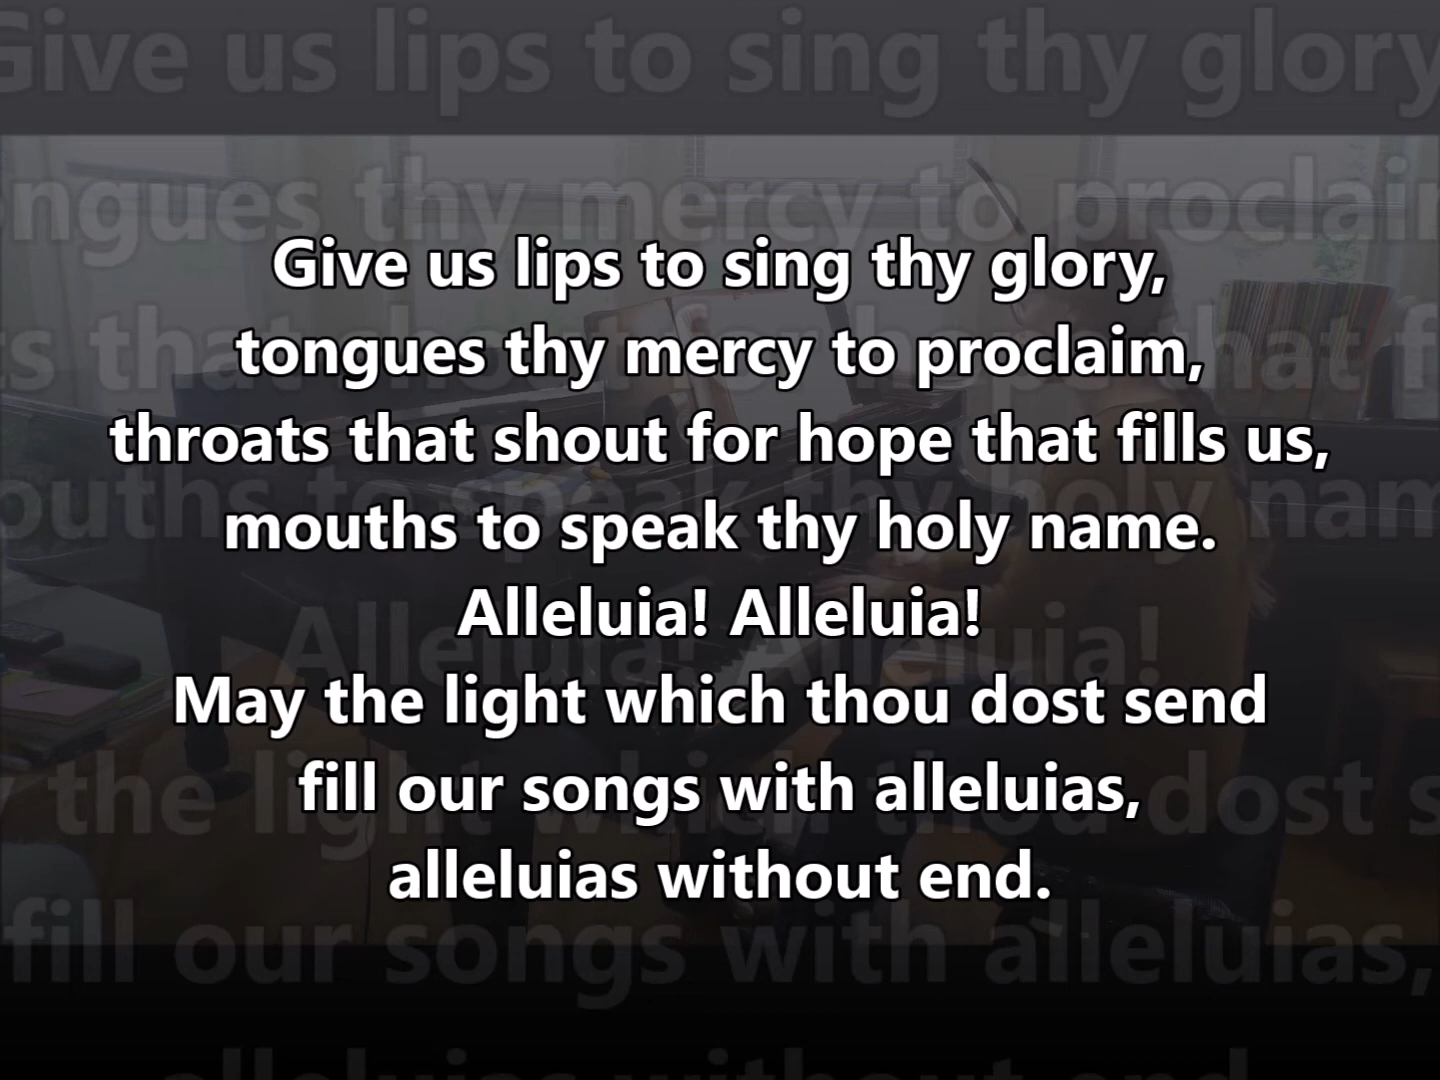 Give us lips to sing thy glory,
tongues thy mercy to proclaim,
throats that shout for hope that fills us,
mouths to speak thy holy name.
Alleluia! Alleluia!
May the light which thou dost send
fill our songs with alleluias,
alleluias without end.